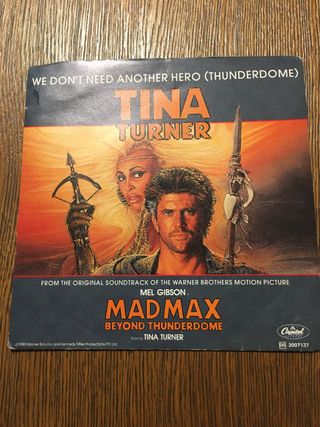 WE DON'T NEED ANOTHER HERO (THUNDERDOME)
TINA
TURNER
FROM THE ORIGINAL SOUNDTRACK OF THE WARNER BROTHERS MOTION PICTURE
MEL GIBSON
MAD MAX
BEYOND THUNDERDOME
TINA TURNER
Capitol
2007137